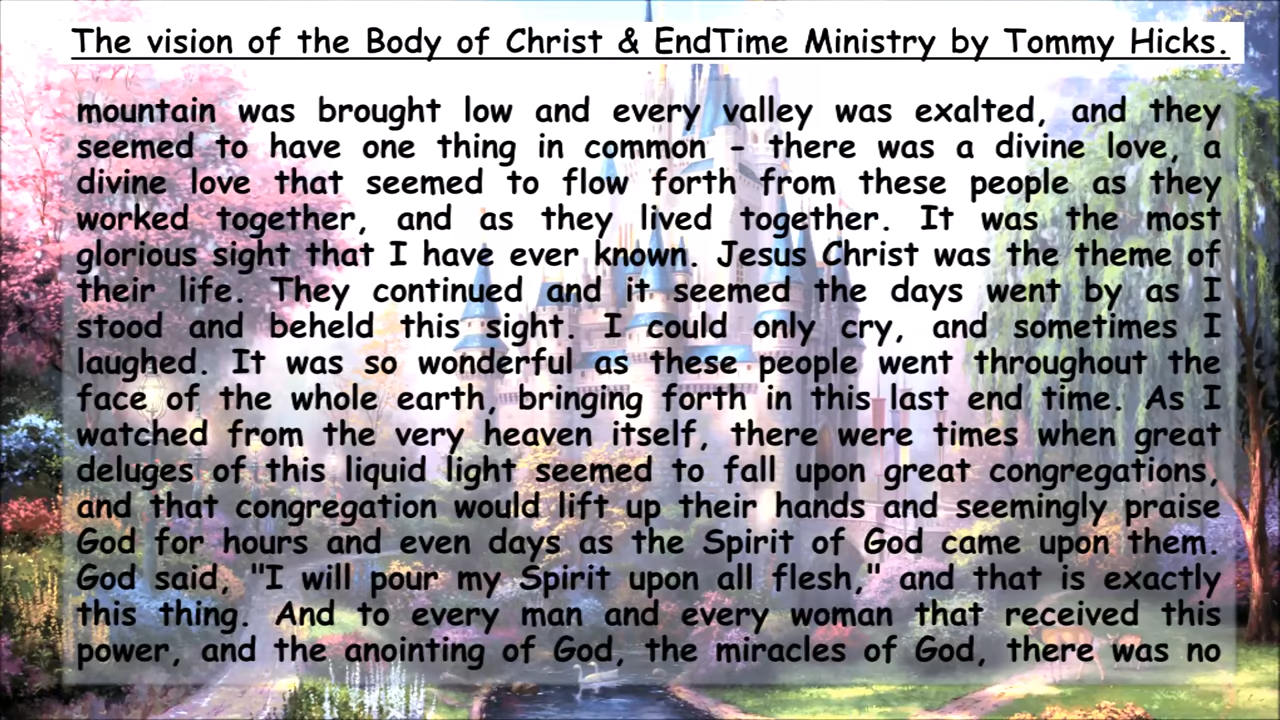 The vision of the Body of Christ & EndTime Ministry by Tommy Hicks.
mountain was brought low and every valley was exalted, and they
seemed to have one thing in common - there was a divine love, a
divine love that seemed to flow forth from these people as they
worked together, and as they lived together. It was the most
glorious sight that I have ever known. Jesus Christ was the theme of
their life. They continued and it seemed the days went by as I
stood and beheld this sight. I could only cry, and sometimes I
laughed. It was so wonderful as these people went throughout the
face of the whole earth, bringing forth in this last end time. As I
watched from the very heaven itself, there were times when great
deluges of this liquid light seemed to fall upon great congregations,
and that congregation would lift up their hands and seemingly praise
God for hours and even days as the Spirit of God came upon them.
God said, "I will pour my Spirit upon all flesh," and that is exactly
this thing. And to every man and every woman that received this
power, and the anointing of God, the miracles of God, there was no